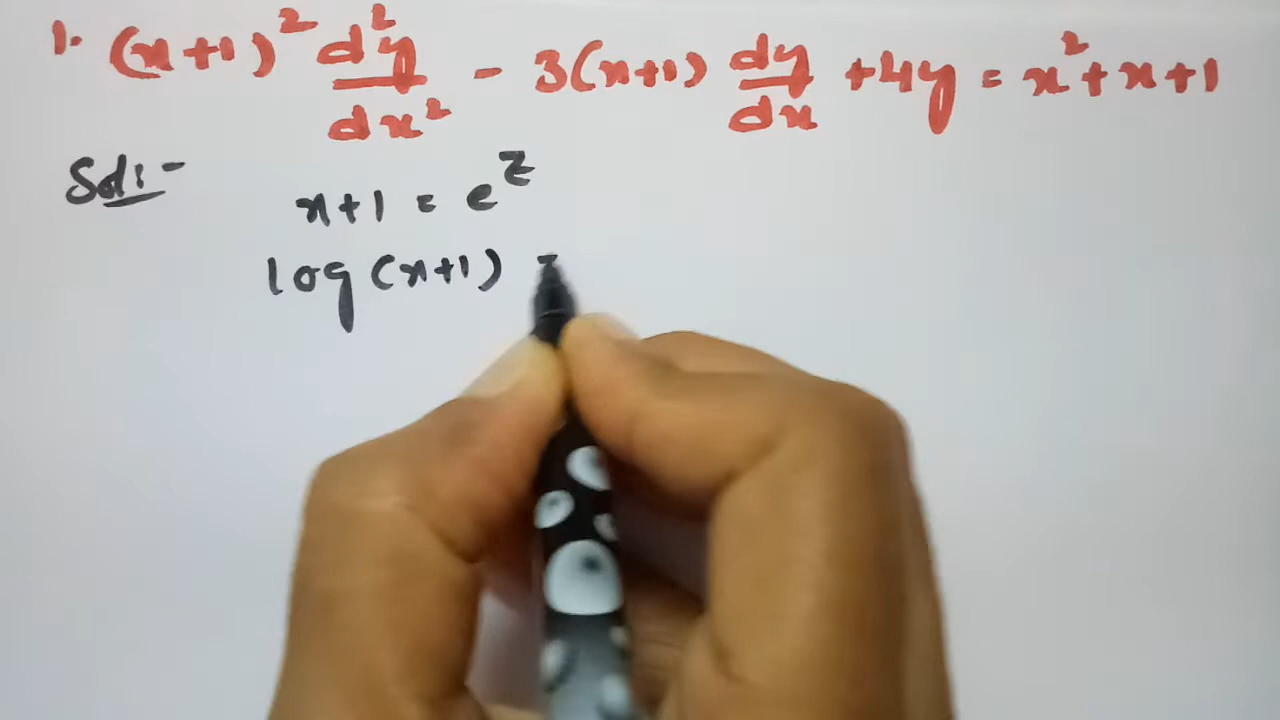 1. (x+1)² d²y/dx² - 3(x+1) dy/dx + 4y = x² + x + 1
Sol:-
x+1 = e^z
log(x+1) =